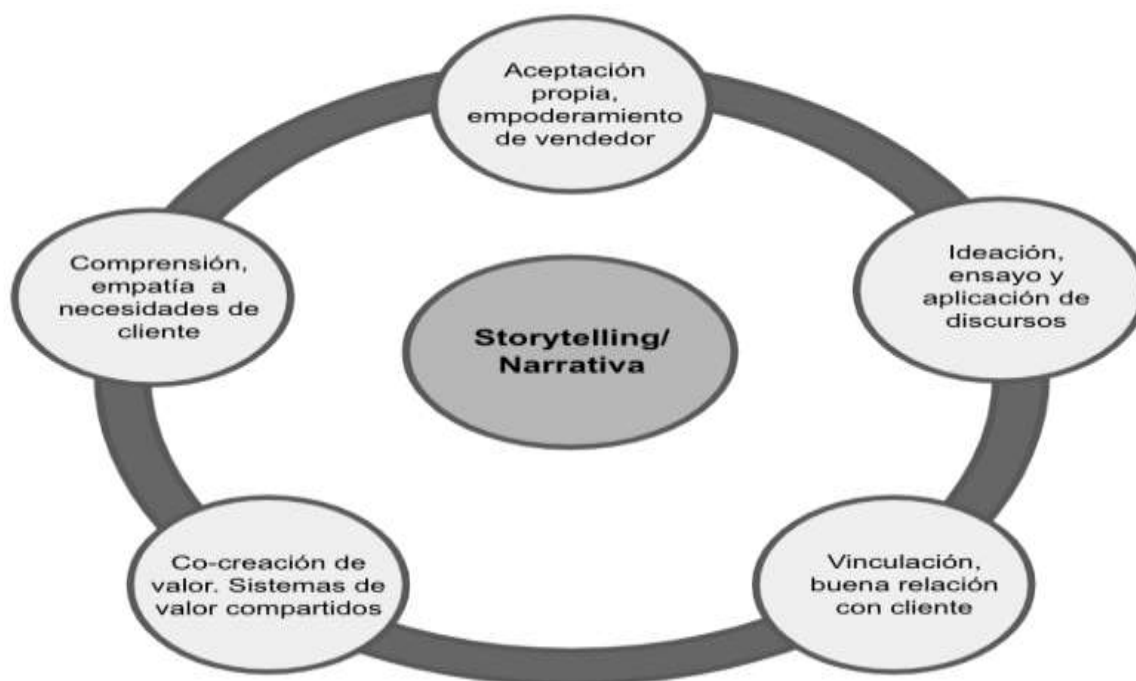 Aceptación
propia,
empoderamiento
de vendedor
Comprensión,
empatía a
necesidades de
cliente
Ideación,
ensayo y
aplicación de
discursos
Storytelling/
Narrativa
Co-creación de
valor. Sistemas de
valor compartidos
Vinculación,
buena relación
con cliente